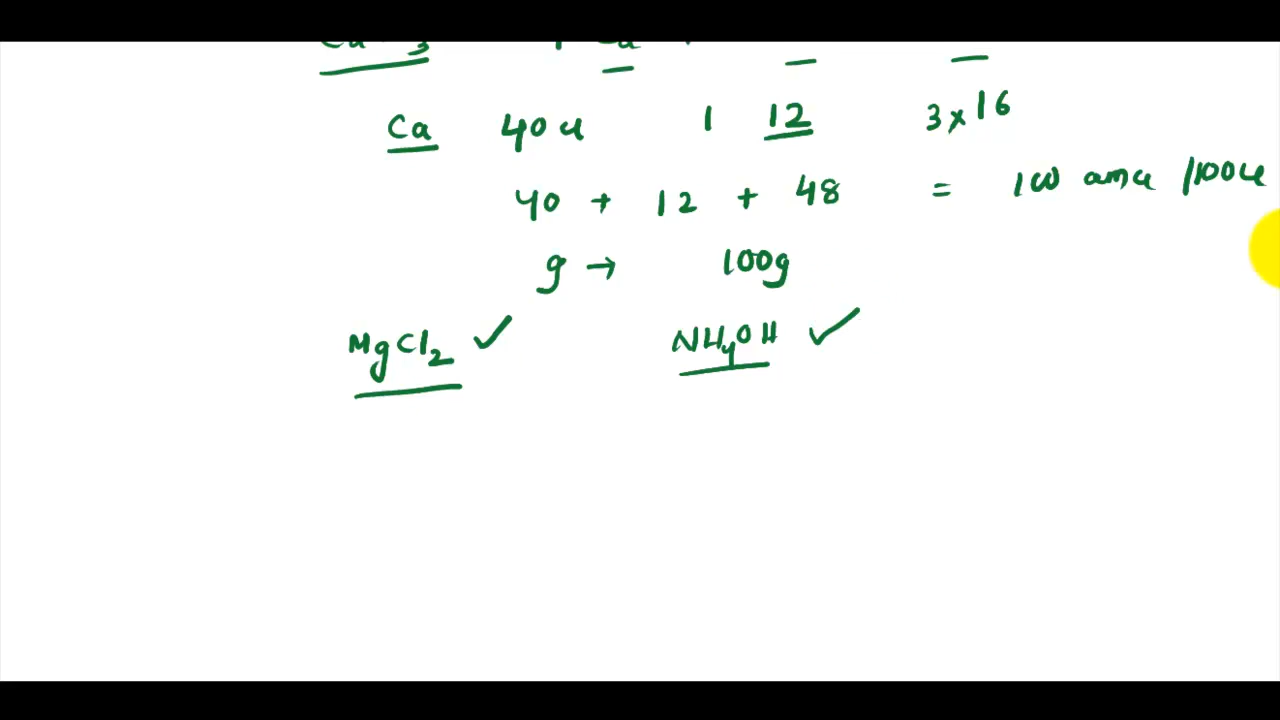 Ca 40u 1 12 3x16
40 + 12 + 48 = 100 amu /100u
g → 100g
MgCl2 ✓ NH4OH ✓